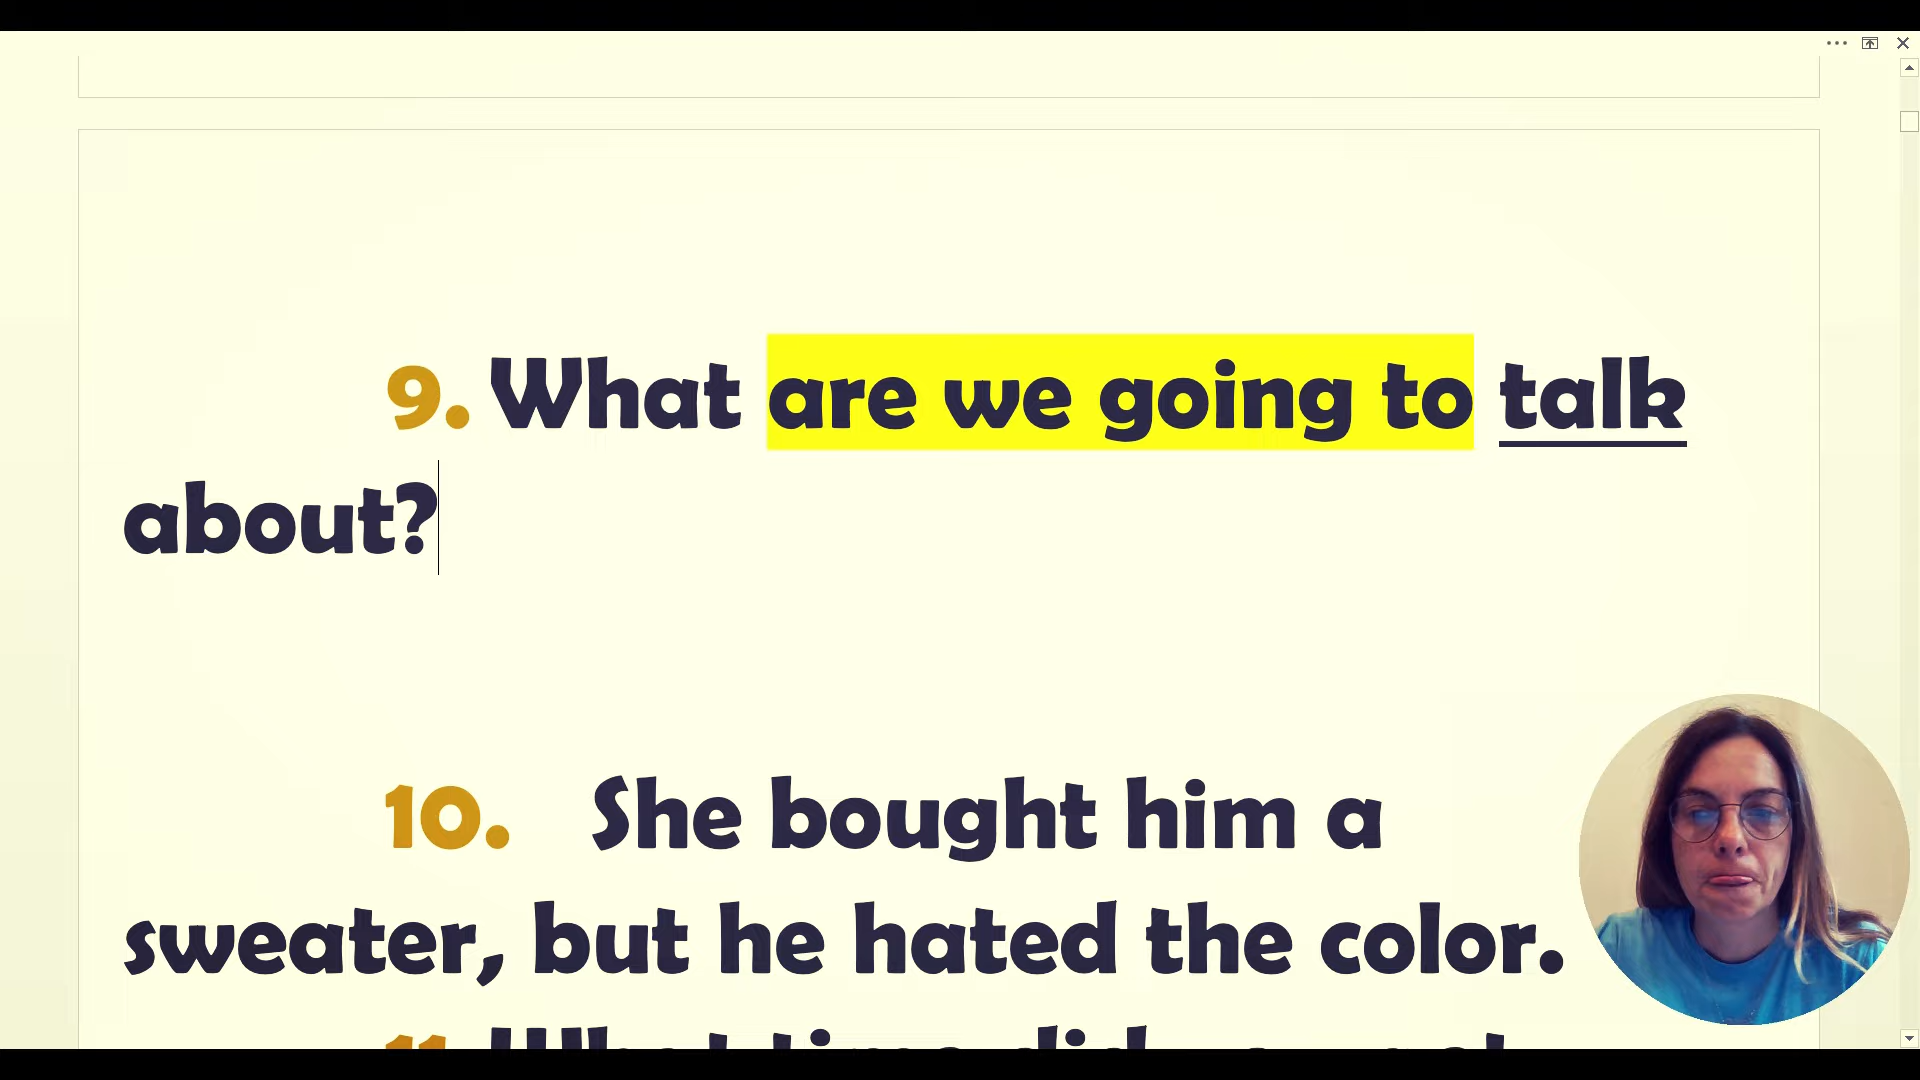 9. What are we going to talk
about?
10. She bought him a
sweater, but he hated the color.